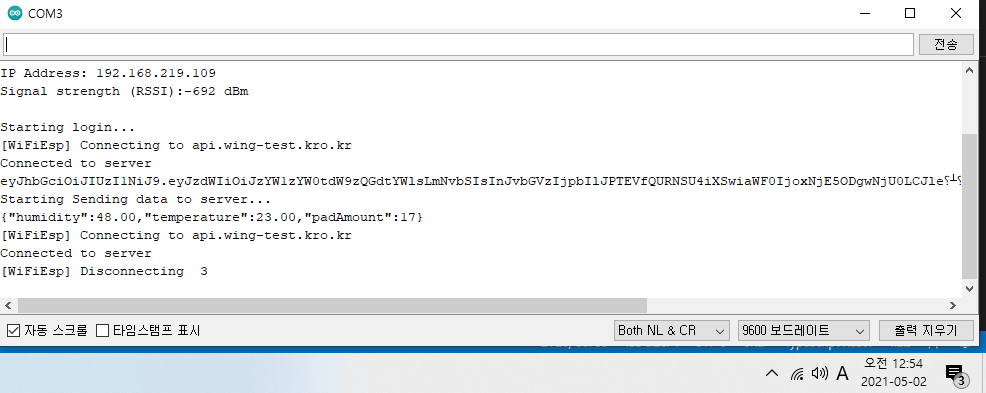 COM3
전송
IP Address: 192.168.219.109
Signal strength (RSSI):-692 dBm
Starting login...
[WiFiEsp] Connecting to api.wing-test.kro.kr
Connected to server
Starting Sending data to server...
{"humidity":48.00,"temperature":23.00,"padAmount":17}
[WiFiEsp] Connecting to api.wing-test.kro.kr
Connected to server
[WiFiEsp] Disconnecting  3
자동 스크롤 타임스탬프 표시 Both NL & CR 9600 보드레이트 출력 지우기
A 오전 12:54
2021-05-02 3